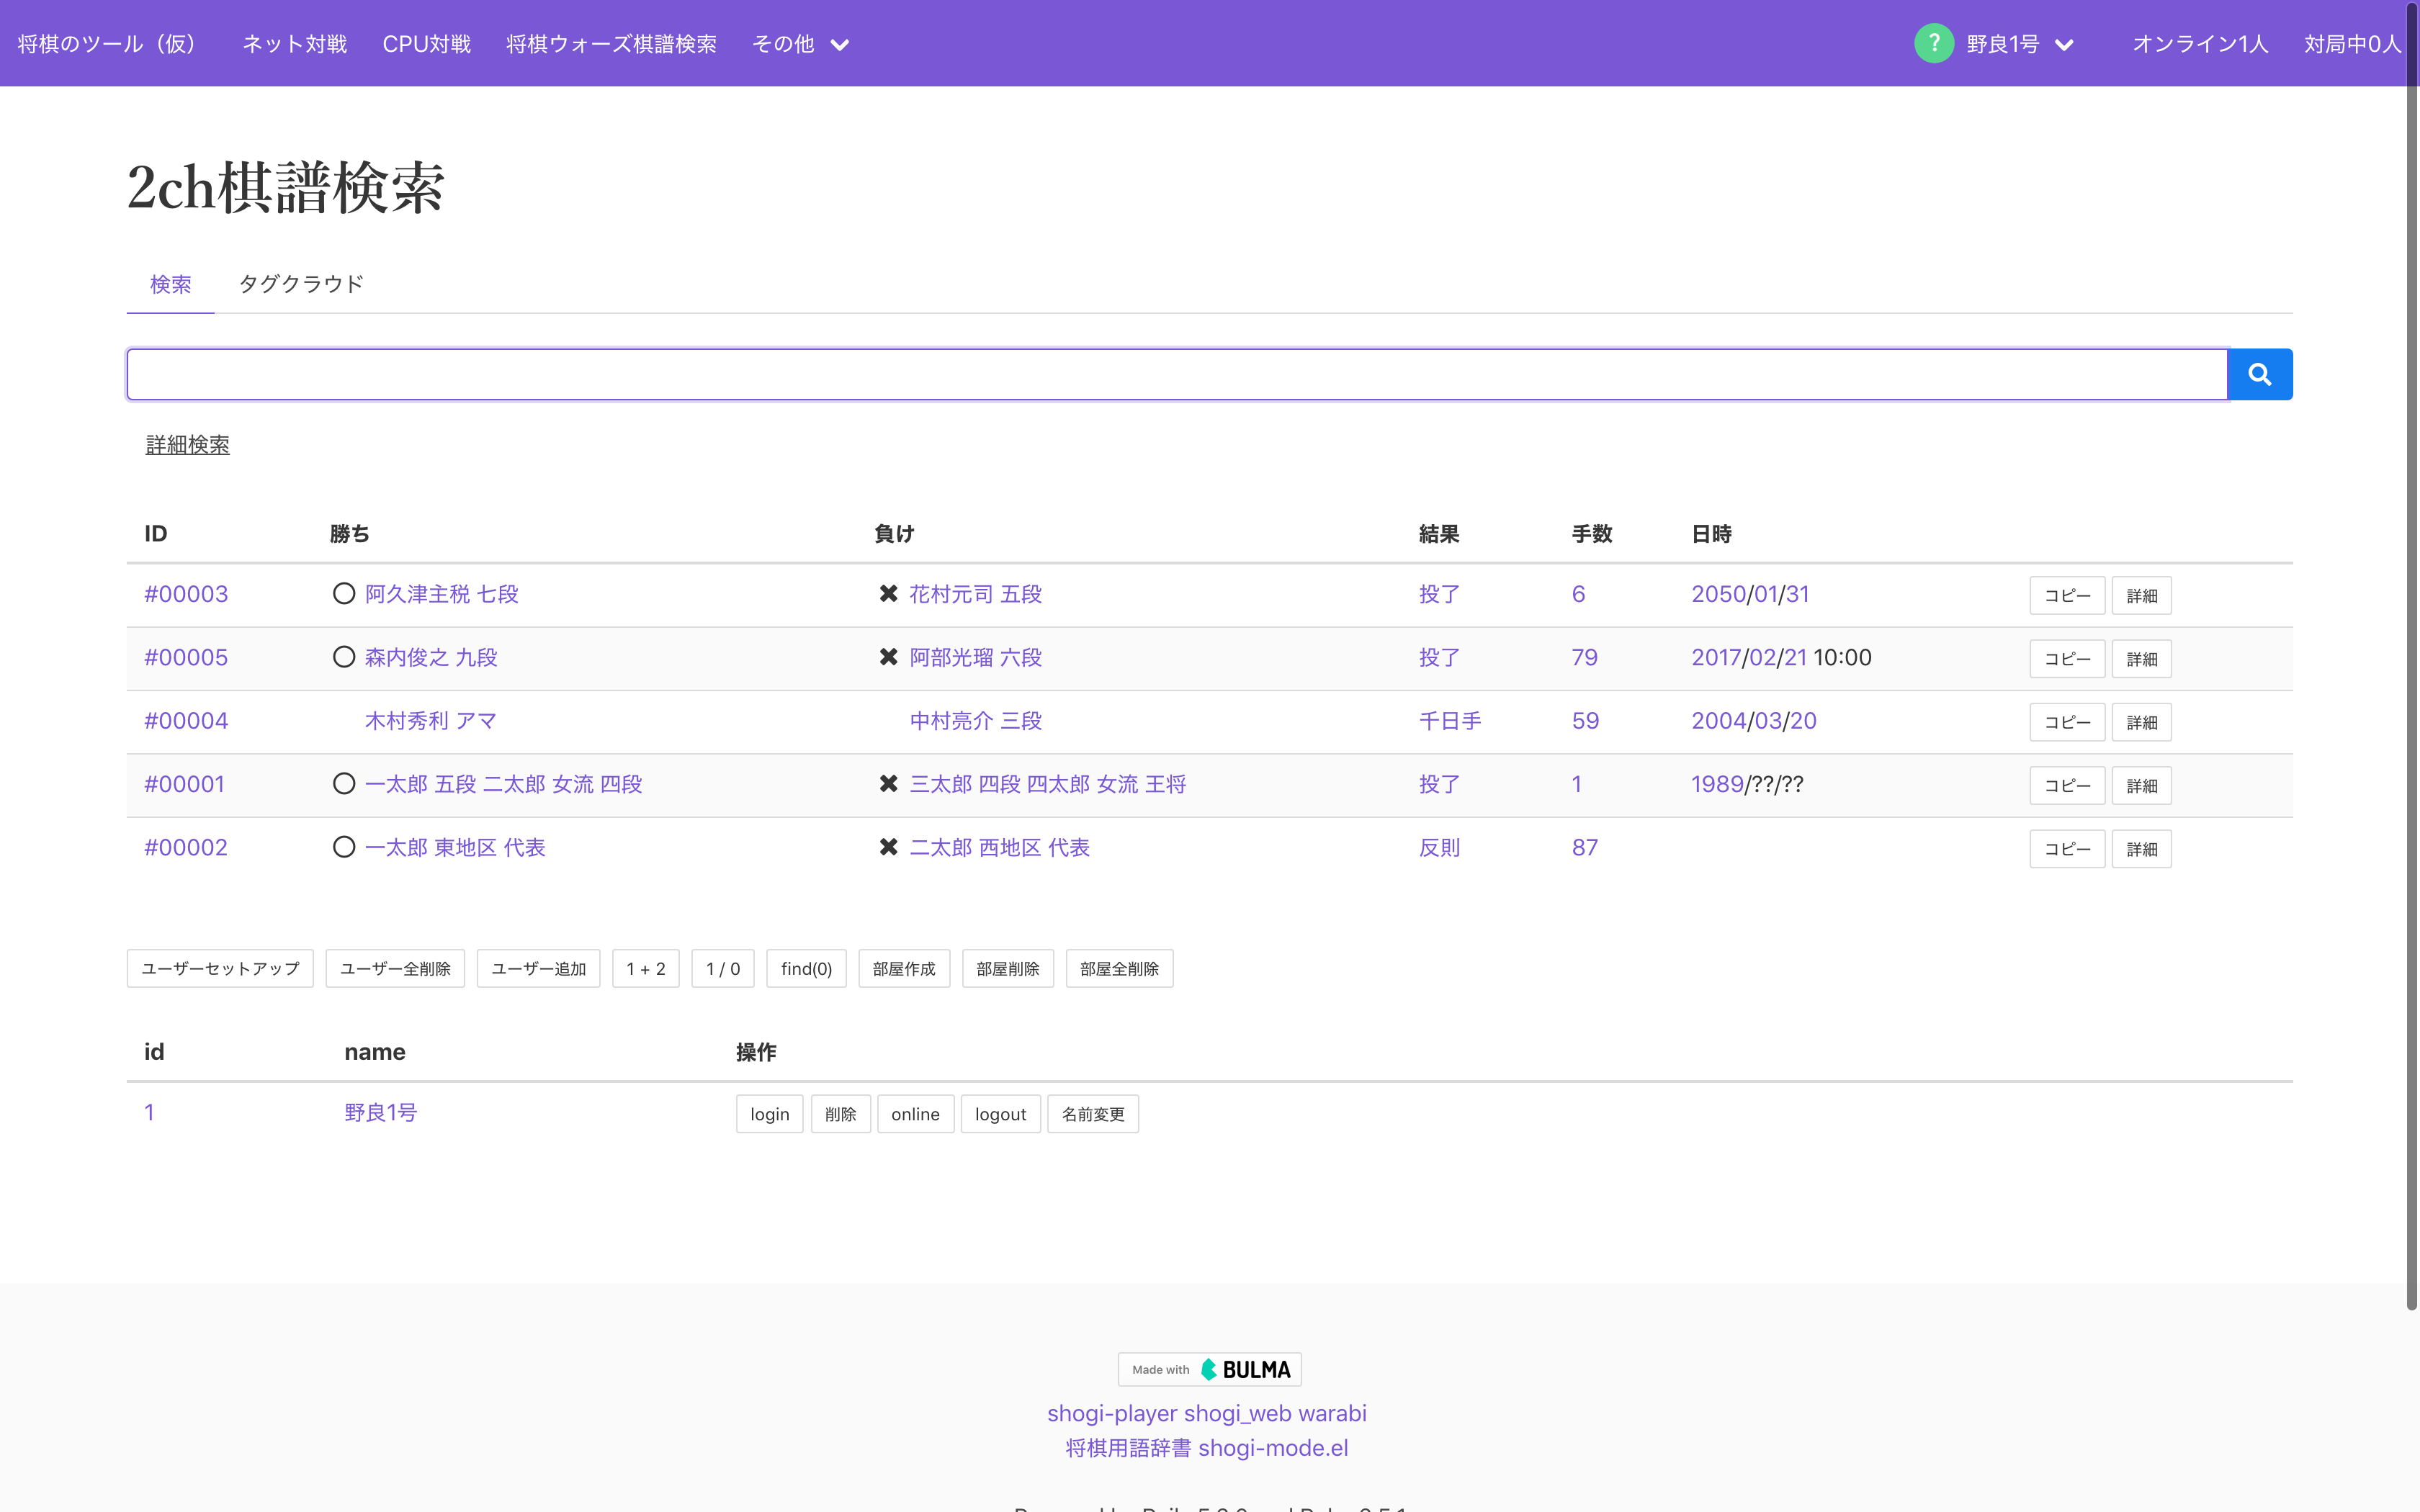 将棋のツール（仮） ネット対戦 CPU対戦 将棋ウォーズ棋譜検索 その他 ? 野良1号 オンライン1人 対局中0人
2ch棋譜検索
検索 タグクラウド
詳細検索
ID 勝ち 負け 結果 手数 日時
#00003 阿久津主税 七段 花村元司 五段 投了 6 2050/01/31 コピー 詳細
#00005 森内俊之 九段 阿部光瑠 六段 投了 79 2017/02/21 10:00 コピー 詳細
#00004 木村秀利 アマ 中村亮介 三段 千日手 59 2004/03/20 コピー 詳細
#00001 一太郎 五段 二太郎 女流 四段 三太郎 四段 四太郎 女流 王将 投了 1 1989/??/?? コピー 詳細
#00002 一太郎 東地区 代表 二太郎 西地区 代表 反則 87 コピー 詳細
ユーザーセットアップ ユーザー全削除 ユーザー追加 1 + 2 1 / 0 find(0) 部屋作成 部屋削除 部屋全削除
id name 操作
1 野良1号 login 削除 online logout 名前変更
Made with BULMA
shogi-player shogi_web warabi
将棋用語辞書 shogi-mode.el